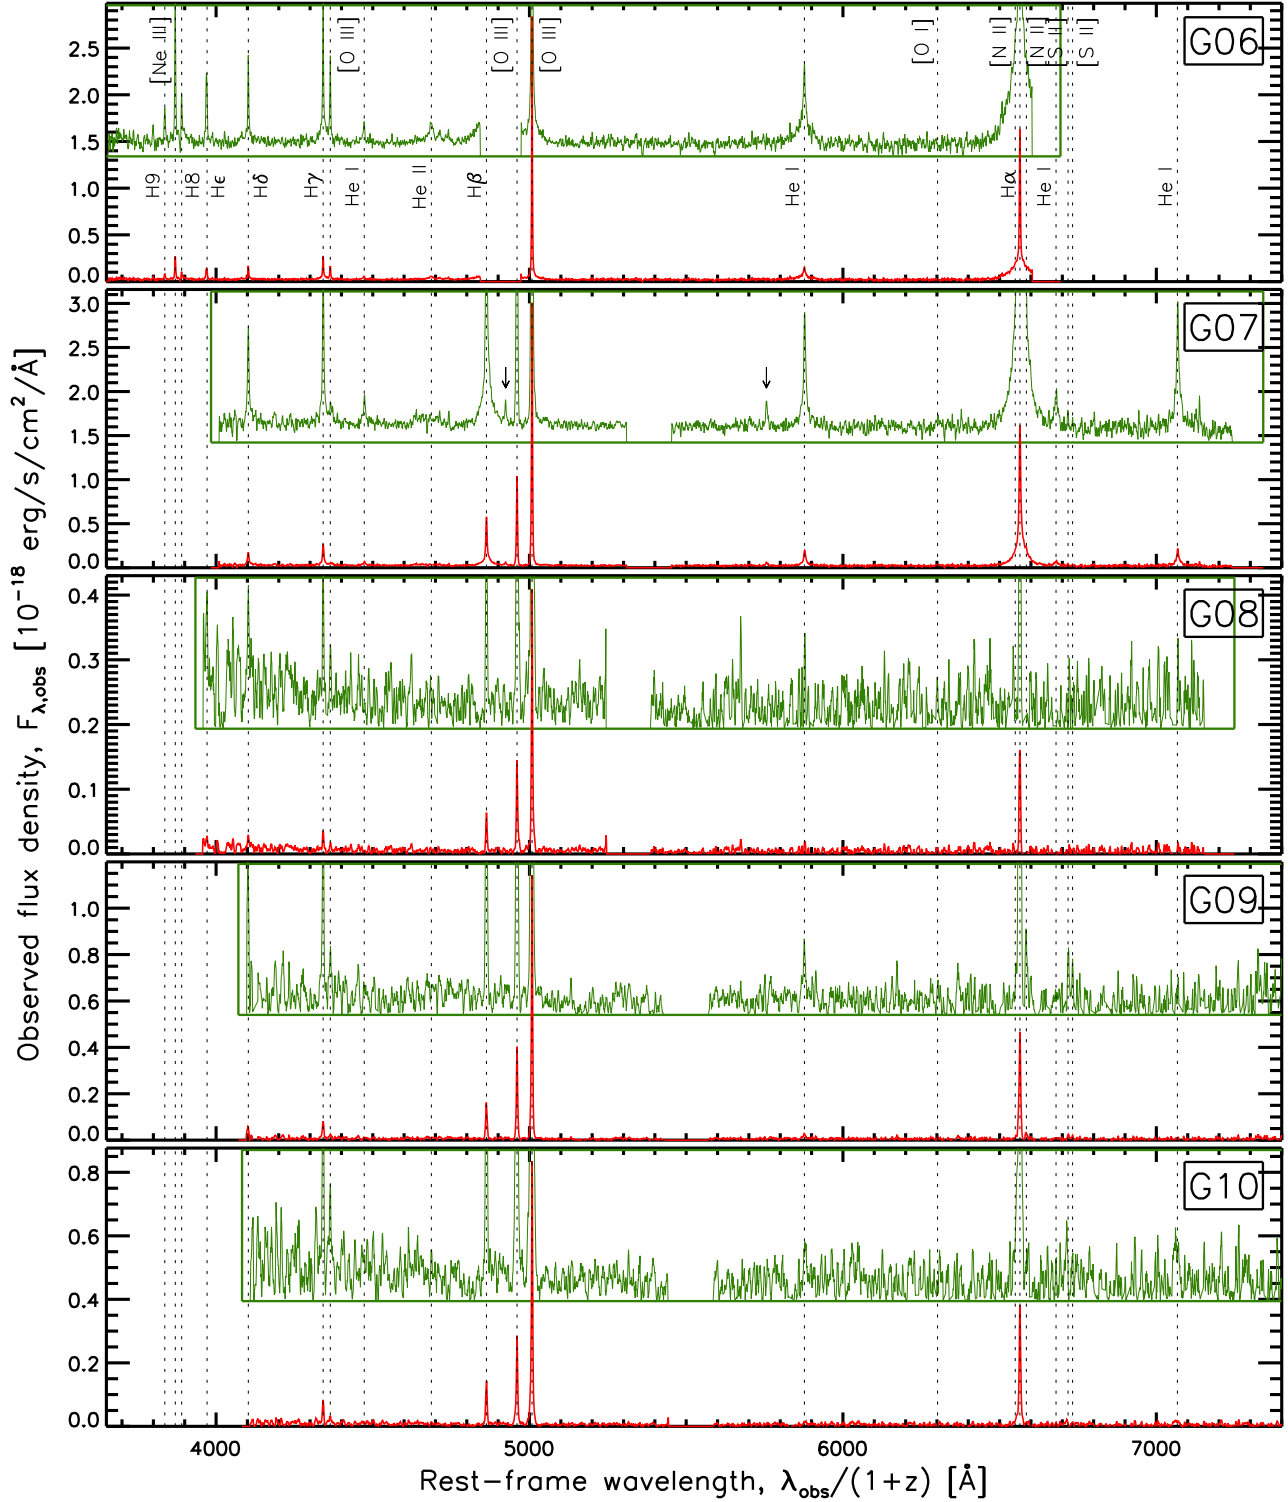 [Ne III]
[O III]
[O III]
[O III]
[O I]
[N II]
[N II]
[S II]
[S II]
G06
2.5
2.0
1.5
1.0
0.5
0.0
H9
H8
Hϵ
Hδ
Hγ
He I
He II
Hβ
He I
Hα
He I
He I
G07
3.0
2.5
2.0
1.5
1.0
0.5
0.0
G08
0.4
0.3
0.2
0.1
0.0
G09
1.0
0.8
0.6
0.4
0.2
0.0
G10
0.8
0.6
0.4
0.2
0.0
4000 5000 6000 7000
Rest-frame wavelength, λobs/(1+z) [Å]
Observed flux density, Fλ,obs [10⁻¹⁸ erg/s/cm²/Å]